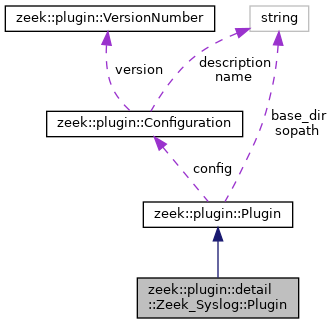 zeek::plugin::VersionNumber
string
version
description
name
zeek::plugin::Configuration
base_dir
sopath
config
zeek::plugin::Plugin
zeek::plugin::detail
::Zeek_Syslog::Plugin